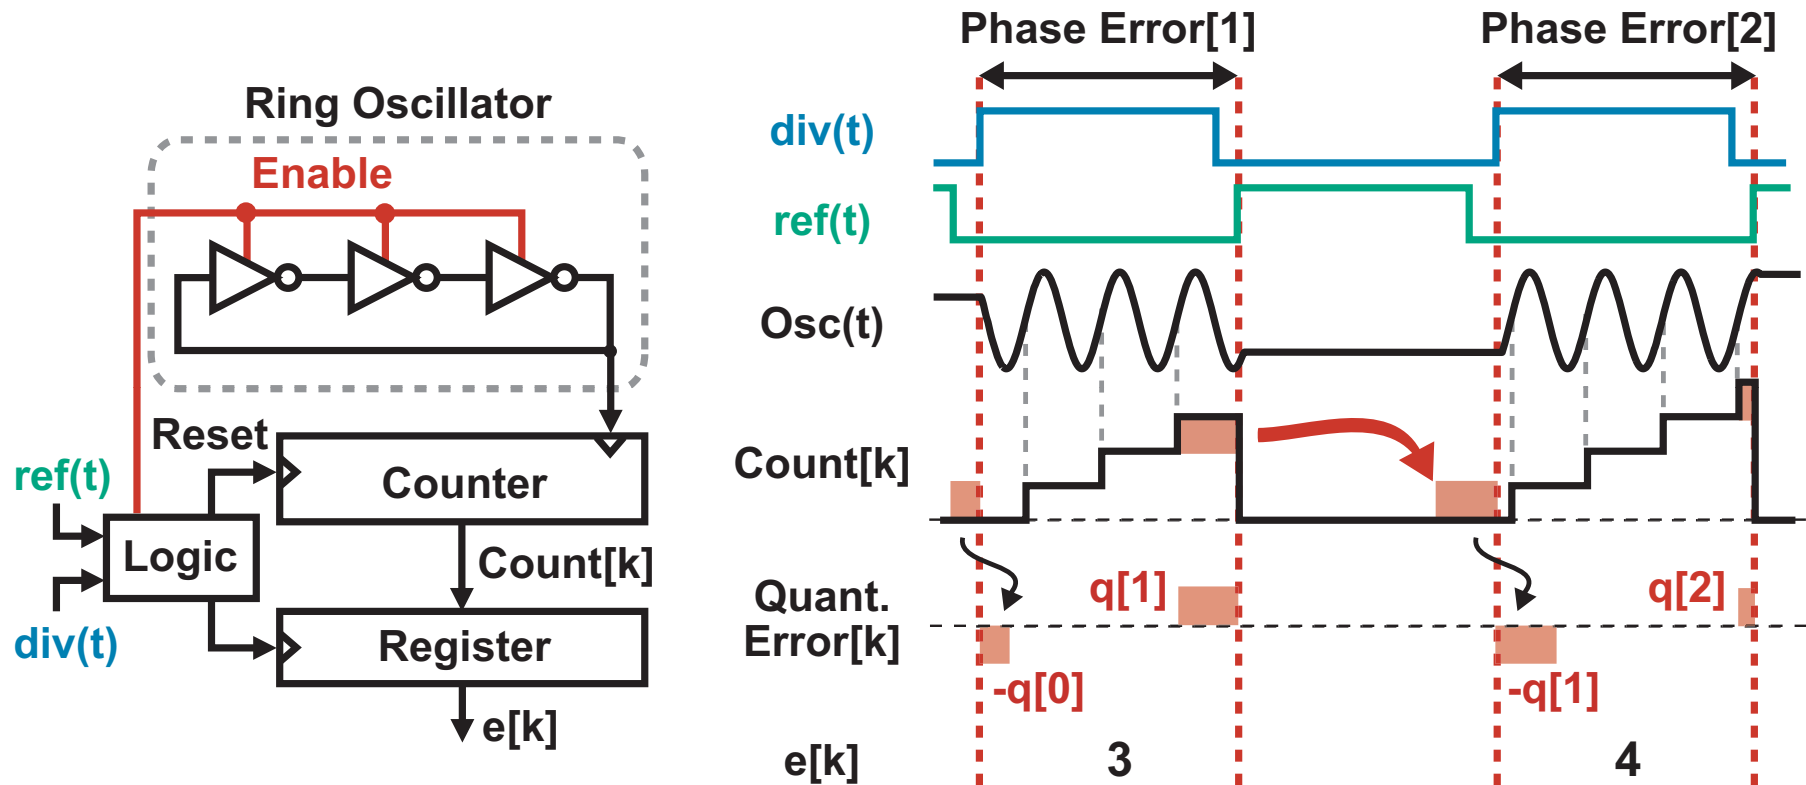 Ring Oscillator
Enable
Reset
ref(t)
Logic
div(t)
Counter
Count[k]
Register
e[k]
Phase Error[1]
Phase Error[2]
div(t)
ref(t)
Osc(t)
Count[k]
Quant.
Error[k]
q[1]
q[2]
-q[0]
-q[1]
e[k]
3
4